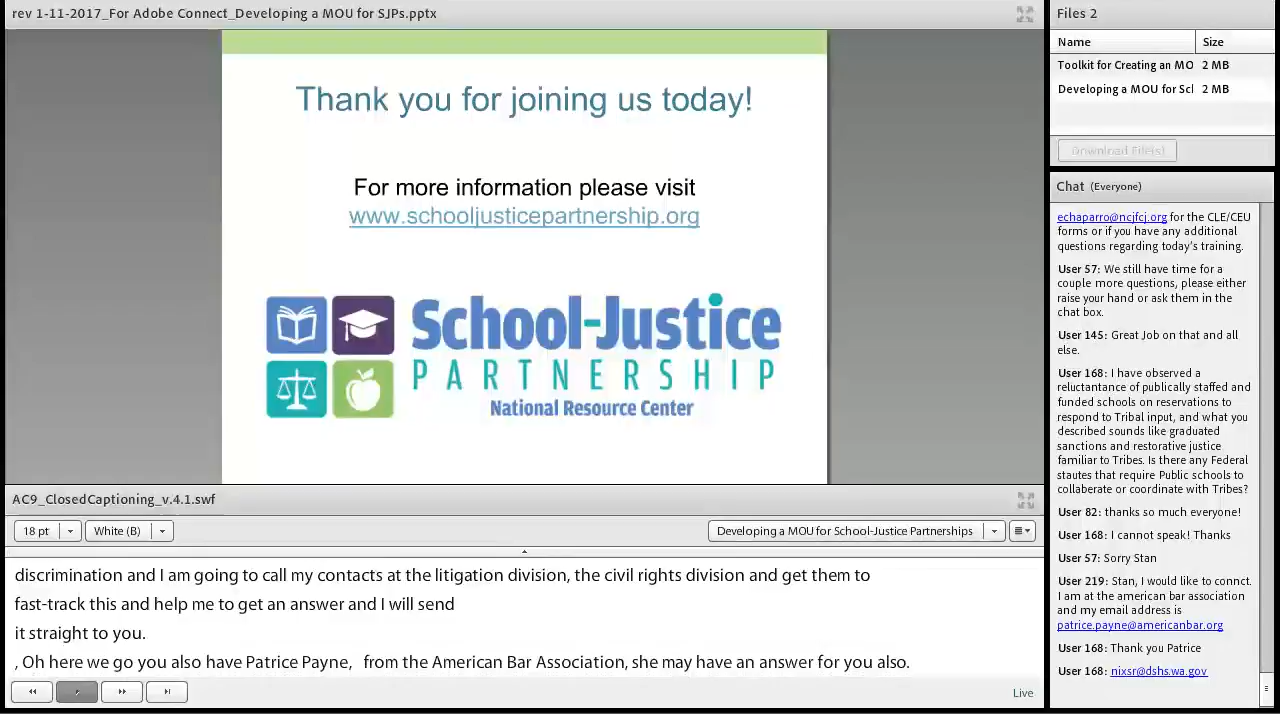 rev 1-11-2017_For Adobe Connect_Developing a MOU for SJPs.pptx
Thank you for joining us today!
For more information please visit
www.schooljusticepartnership.org
School-Justice
PARTNERSHIP
National Resource Center
AC9_ClosedCaptioning_v.4.1.swf
18 pt
White (B)
Developing a MOU for School-Justice Partnerships
discrimination and I am going to call my contacts at the litigation division, the civil rights division and get them to
fast-track this and help me to get an answer and I will send
it straight to you.
, Oh here we go you also have Patrice Payne, from the American Bar Association, she may have an answer for you also.
Live
Files 2
Name Size
Toolkit for Creating an MO 2 MB
Developing a MOU for Scl 2 MB
Download File(s)
Chat (Everyone)
echaparro@ncjfcj.org for the CLE/CEU
forms or if you have any additional
questions regarding today's training.
User 57: We still have time for a
couple more questions, please either
raise your hand or ask them in the
chat box.
User 145: Great Job on that and all
else.
User 168: I have observed a
reluctance of publically staffed and
funded schools on reservations to
respond to Tribal input, and what you
described sounds like graduated
sanctions and restorative justice
familiar to Tribes. Is there any Federal
stautes that require Public schools to
collaberate or coordinate with Tribes?
User 82: thanks so much everyone!
User 168: I cannot speak! Thanks
User 57: Sorry Stan
User 219: Stan, I would like to connct.
I am at the american bar association
and my email address is
patrice.payne@americanbar.org
User 168: Thank you Patrice
User 168: nixsr@dshs.wa.gov